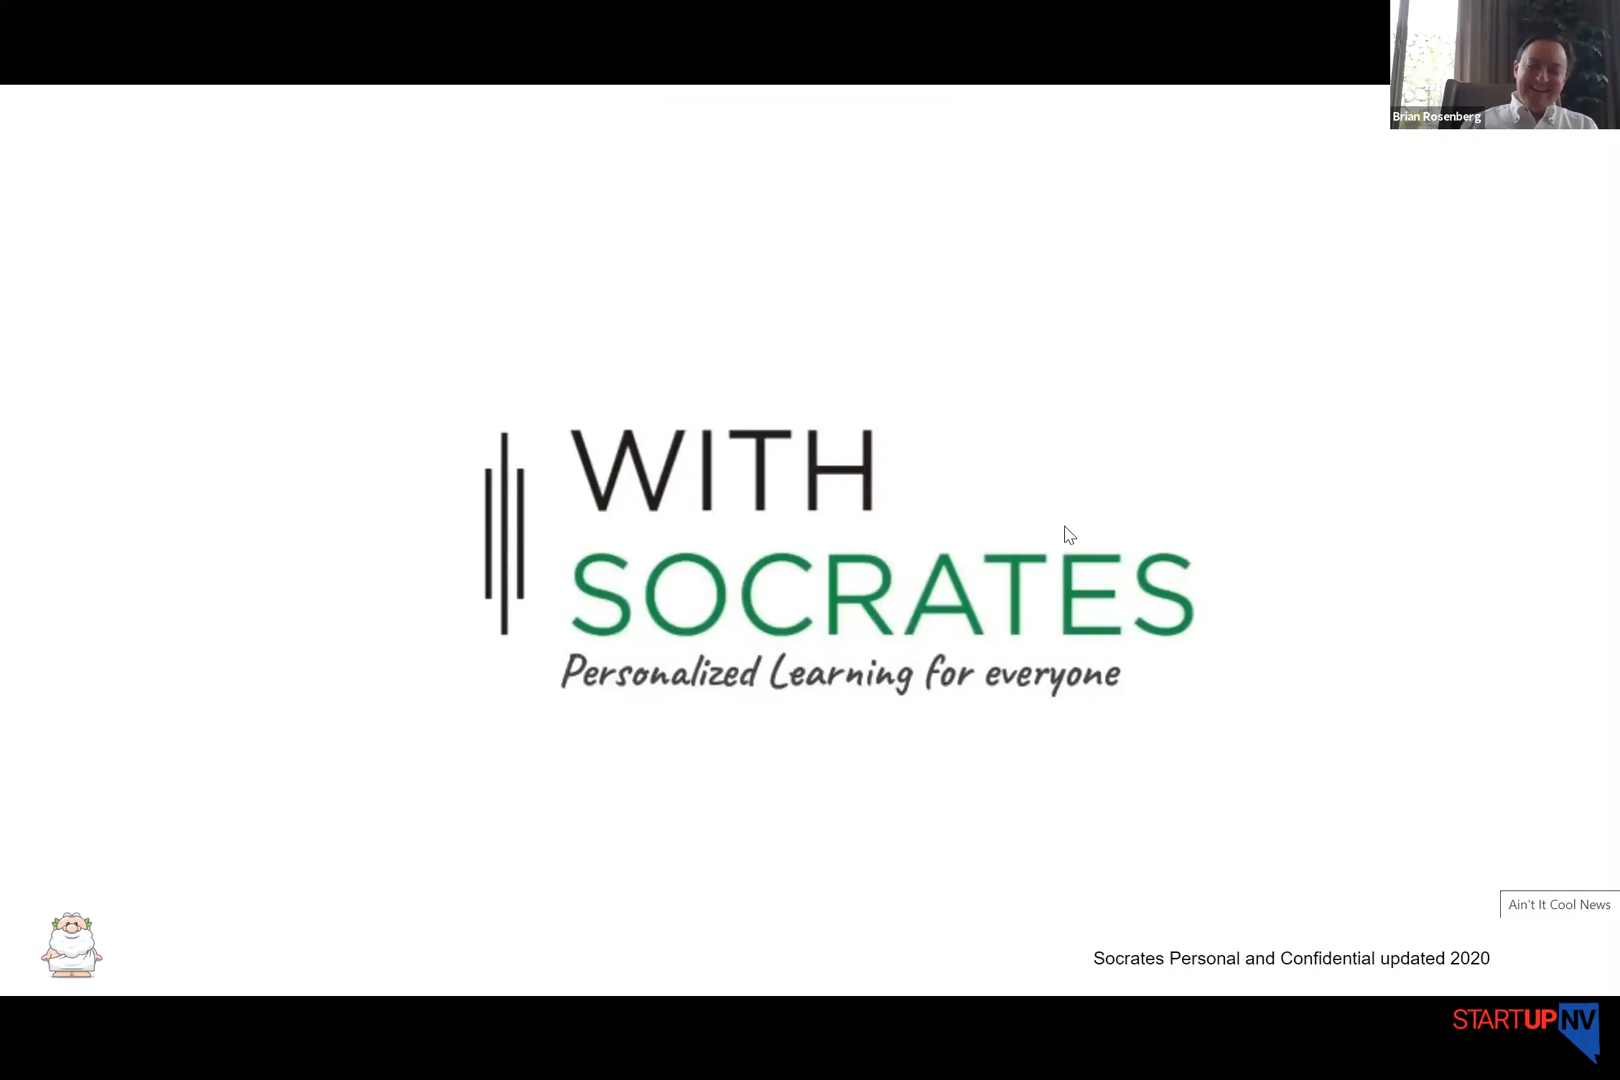 Brian Rosenberg
WITH
SOCRATES
Personalized Learning for everyone
Ain't It Cool News
Socrates Personal and Confidential updated 2020
STARTUPNV